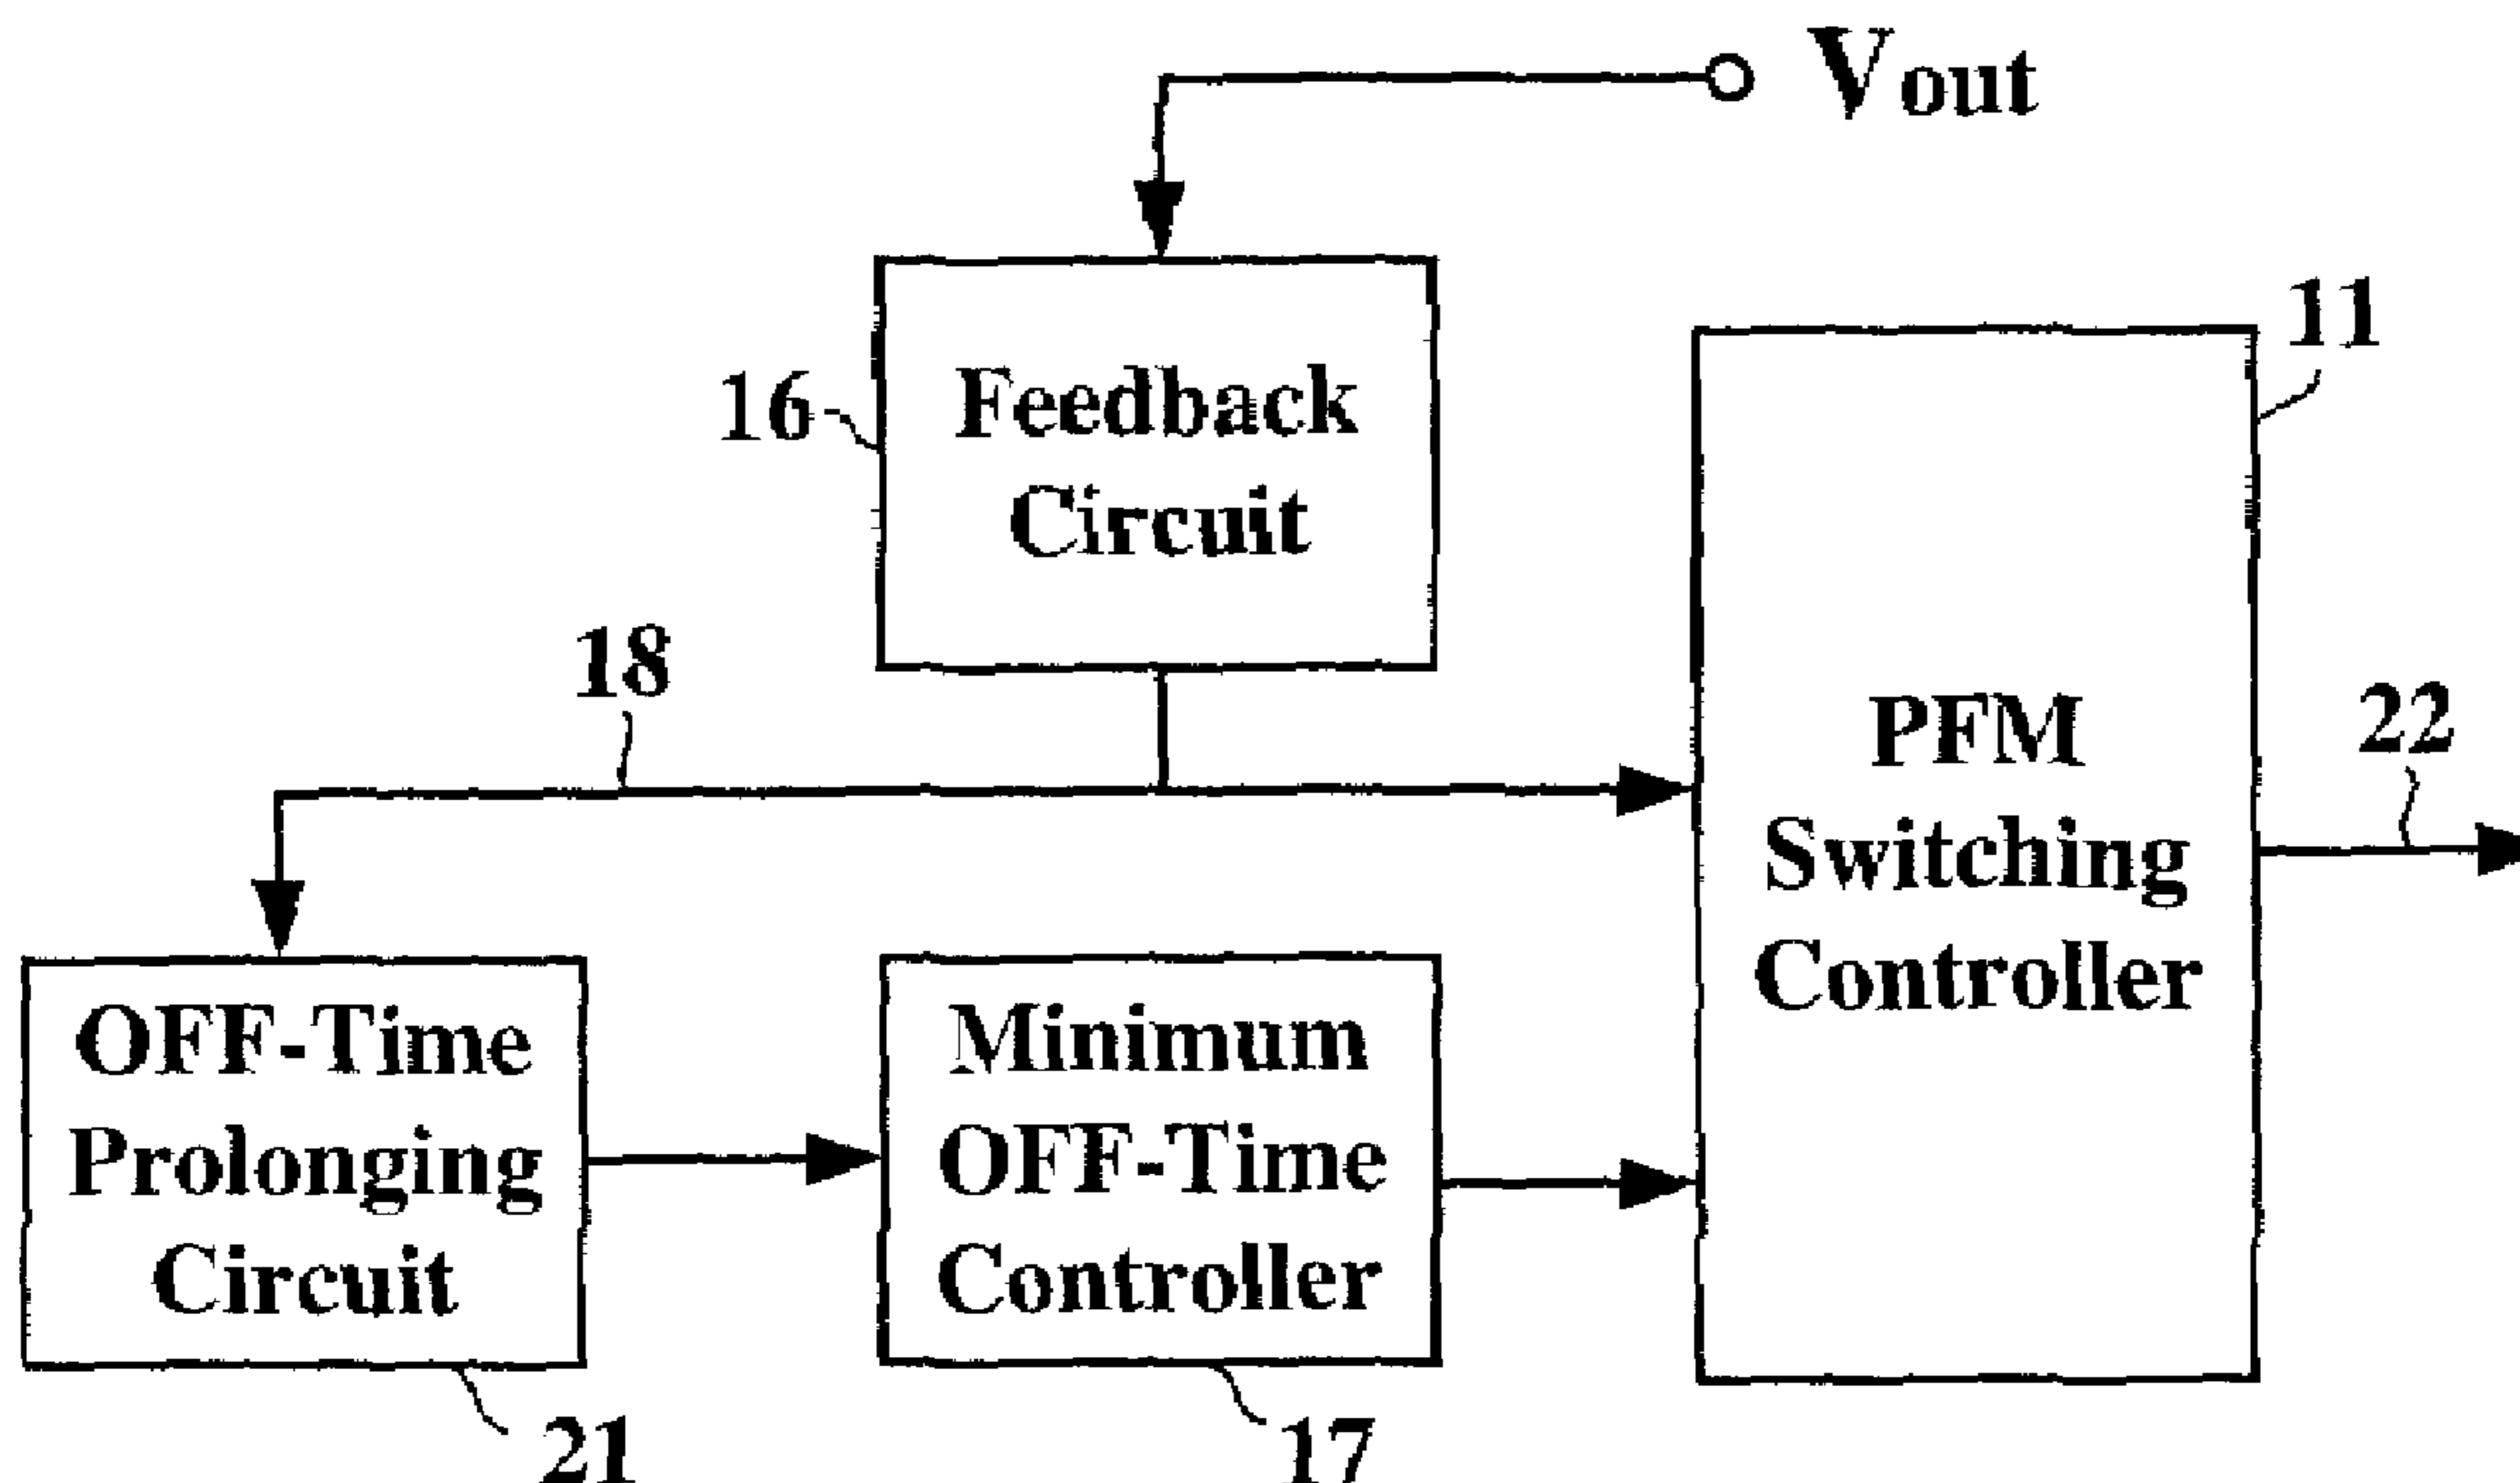 Vout
11
16
Feedback
Circuit
18
PFM
Switching
Controller
22
OFF-Time
Prolonging
Circuit
Minimum
OFF-Time
Controller
21
17